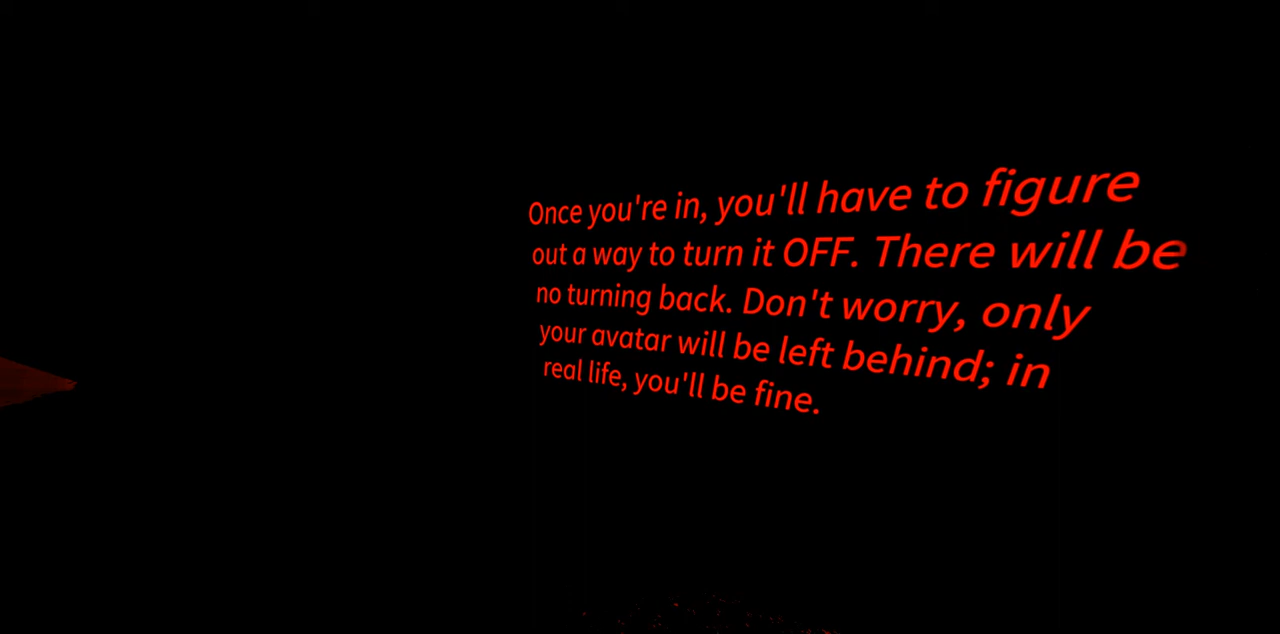 Once you're in, you'll have to figure
out a way to turn it OFF. There will be
no turning back. Don't worry, only
your avatar will be left behind; in
real life, you'll be fine.